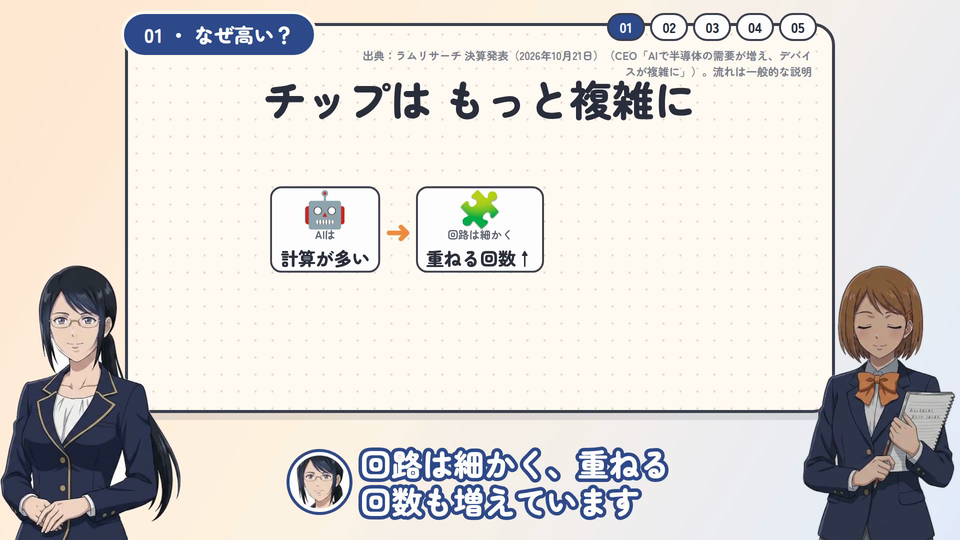 01・なぜ高い？
01 02 03 04 05
出典：ラムリサーチ 決算発表（2026年10月21日）（CEO「AIで半導体の需要が増え、デバイ
スが複雑に」）。流れは一般的な説明
チップは もっと複雑に
AIは
計算が多い
回路は細かく
重ねる回数↑
回路は細かく、重ねる
回数も増えています